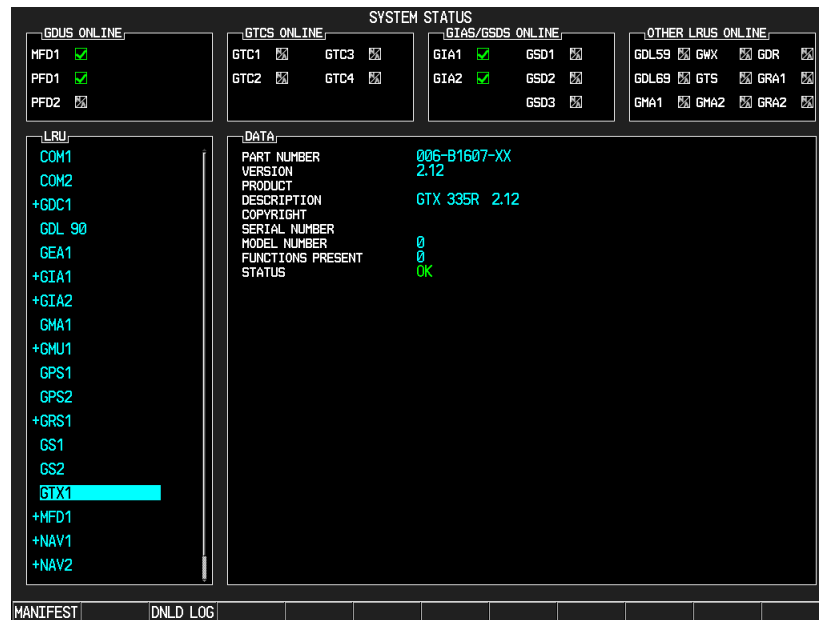 SYSTEM STATUS
GDUS ONLINE
MFD1
PFD1
PFD2
GTCS ONLINE
GTC1 N/A GTC3 N/A
GTC2 N/A GTC4 N/A
GIAS/GSDS ONLINE
GIA1 GSD1 N/A
GIA2 GSD2 N/A
GSD3 N/A
OTHER LRUS ONLINE
GDL59 N/A GWX N/A GDR N/A
GDL69 N/A GTS N/A GRA1 N/A
GMA1 N/A GMA2 N/A GRA2 N/A
LRU
COM1
COM2
+GDC1
GDL 90
GEA1
+GIA1
+GIA2
GMA1
+GMU1
GPS1
GPS2
+GRS1
GS1
GS2
GTX1
+MFD1
+NAV1
+NAV2
DATA
PART NUMBER 006-B1607-XX
VERSION 2.12
PRODUCT
DESCRIPTION GTX 335R 2.12
COPYRIGHT
SERIAL NUMBER
MODEL NUMBER 0
FUNCTIONS PRESENT 0
STATUS OK
MANIFEST DNLD LOG